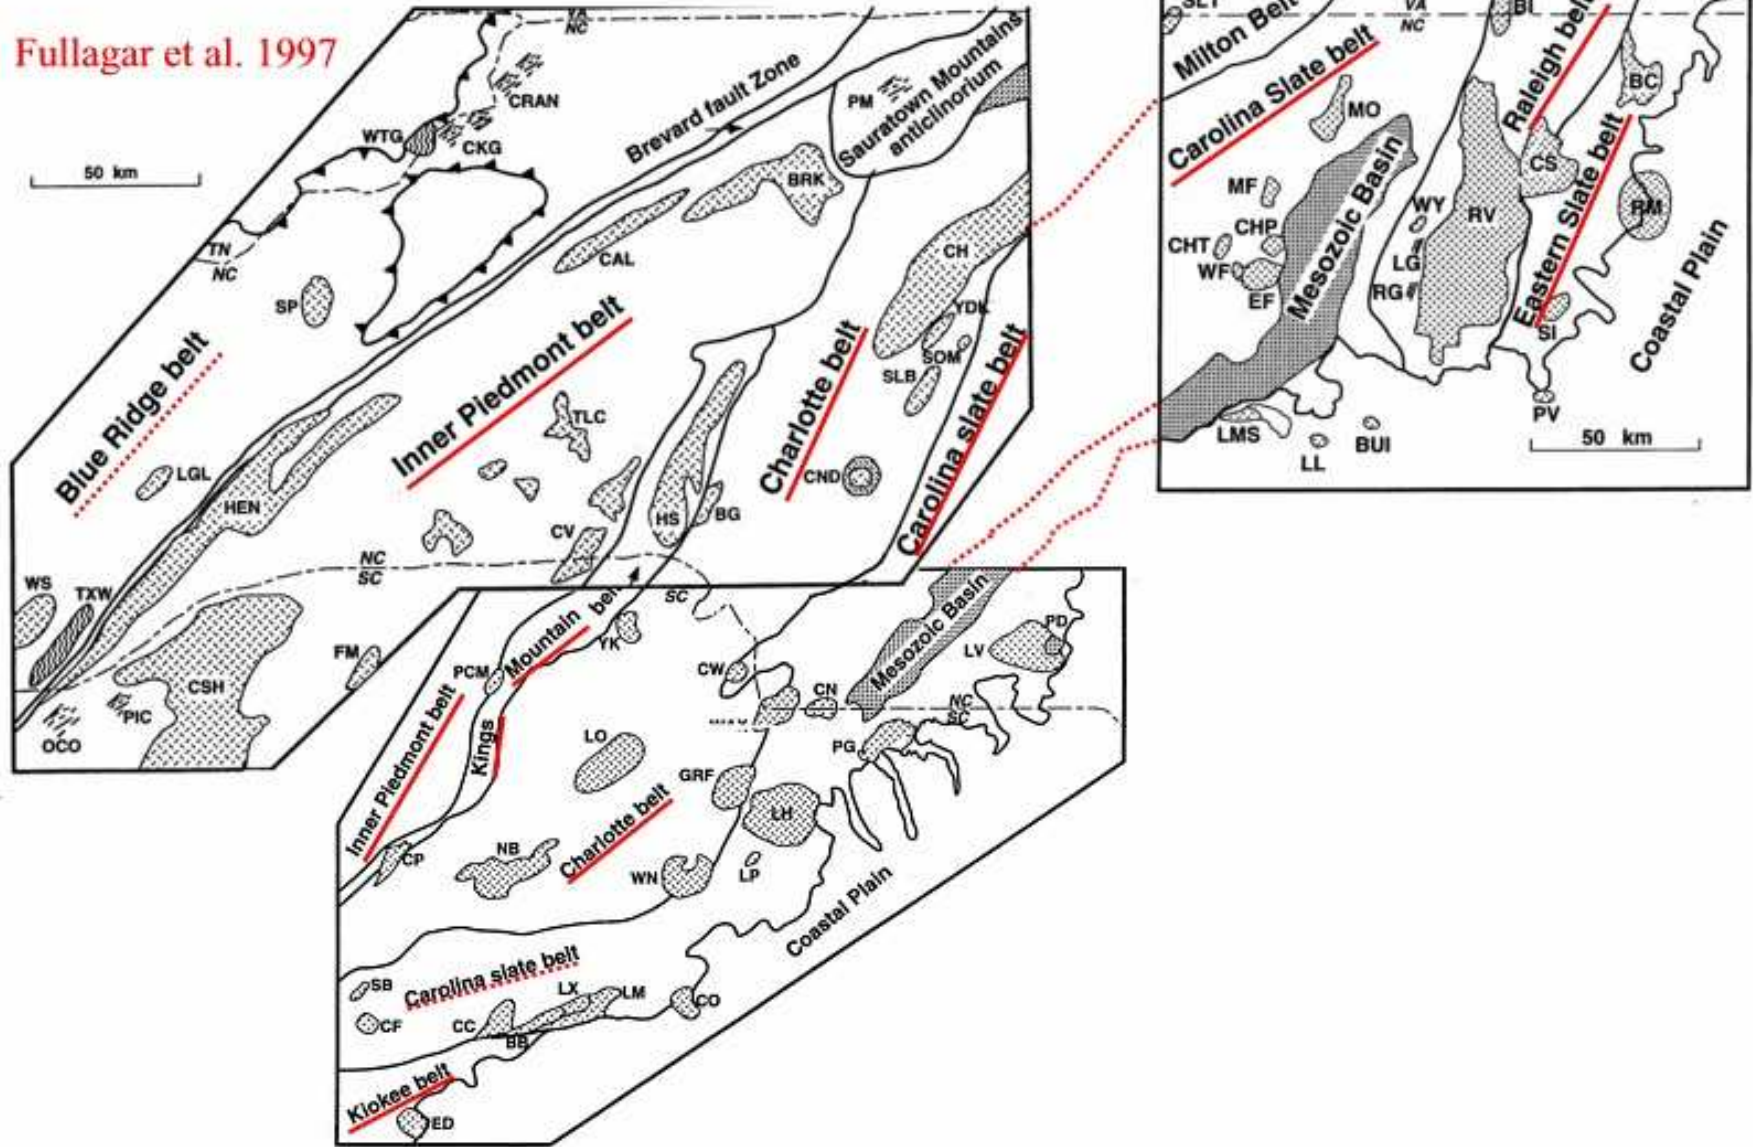 Fullagar et al. 1997
VA
NC
CRAN
WTG
CKG
50 km
TN
NC
Brevard fault Zone
PM
Sauratown Mountains
anticlinorium
BRK
CAL
CH
SP
YDK
SOM
SLB
Blue Ridge belt
Inner Piedmont belt
Charlotte belt
Carolina slate belt
TLC
LGL
HEN
CND
HS
BG
CV
NC
SC
WS
TXW
FM
CSH
PIC
OCO
SLT
Milton Belt
VA
NC
BI
Raleigh belt
Carolina Slate belt
MO
BC
CS
Mesozoic Basin
MF
WY
RV
RM
CHP
CHT
WF
EF
LG
RG
Eastern Slate belt
SI
Coastal Plain
PV
LMS
LL
BUI
50 km
SC
Mountain belt
YK
PCM
Kings
Inner Piedmont belt
CW
CN
Mesozoic Basin
LV
PD
NC
SC
PG
LO
GRF
LH
Charlotte belt
CP
NB
WN
LP
Coastal Plain
Carolina slate belt
SB
CF
CC
LX
LM
BB
CO
Kiokee belt
ED